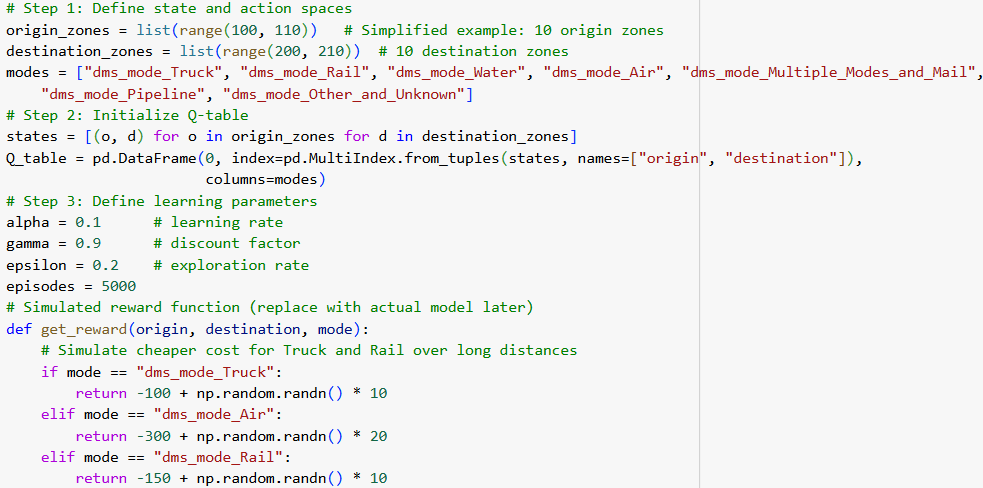 # Step 1: Define state and action spaces
origin_zones = list(range(100, 110))   # Simplified example: 10 origin zones
destination_zones = list(range(200, 210))  # 10 destination zones
modes = ["dms_mode_Truck", "dms_mode_Rail", "dms_mode_Water", "dms_mode_Air", "dms_mode_Multiple_Modes_and_Mail",
    "dms_mode_Pipeline", "dms_mode_Other_and_Unknown"]
# Step 2: Initialize Q-table
states = [(o, d) for o in origin_zones for d in destination_zones]
Q_table = pd.DataFrame(0, index=pd.MultiIndex.from_tuples(states, names=["origin", "destination"]),
                       columns=modes)
# Step 3: Define learning parameters
alpha = 0.1      # learning rate
gamma = 0.9      # discount factor
epsilon = 0.2    # exploration rate
episodes = 5000
# Simulated reward function (replace with actual model later)
def get_reward(origin, destination, mode):
    # Simulate cheaper cost for Truck and Rail over long distances
    if mode == "dms_mode_Truck":
        return -100 + np.random.randn() * 10
    elif mode == "dms_mode_Air":
        return -300 + np.random.randn() * 20
    elif mode == "dms_mode_Rail":
        return -150 + np.random.randn() * 10